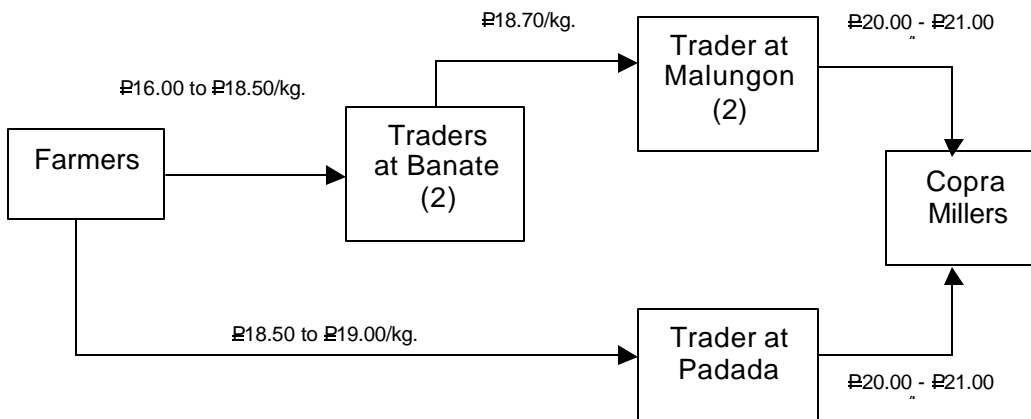 ₱18.70/kg.
₱20.00 - ₱21.00
Trader at
Malungon
(2)
₱16.00 to ₱18.50/kg.
Farmers
Traders
at Banate
(2)
Copra
Millers
₱18.50 to ₱19.00/kg.
Trader at
Padada
₱20.00 - ₱21.00